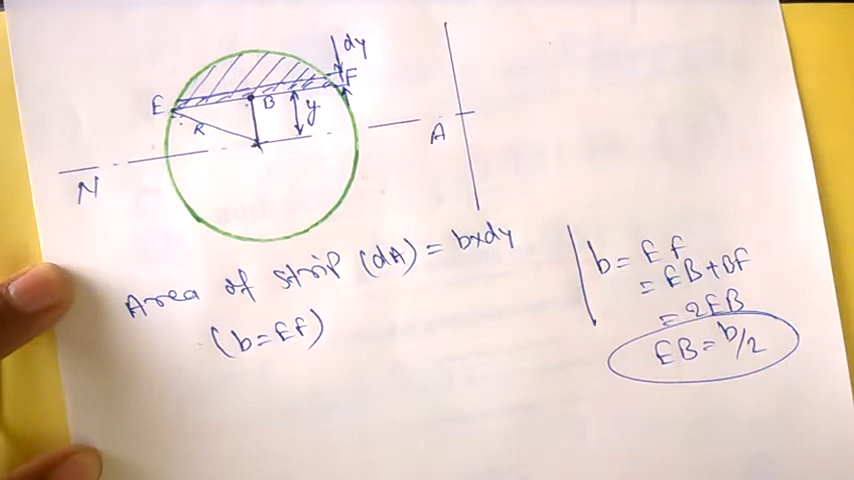 dy
E
B
F
y
R
A
N
Area of strip (dA) = b×dy
(b=EF)
b = EF
= EB+BF
= 2EB
EB = b/2